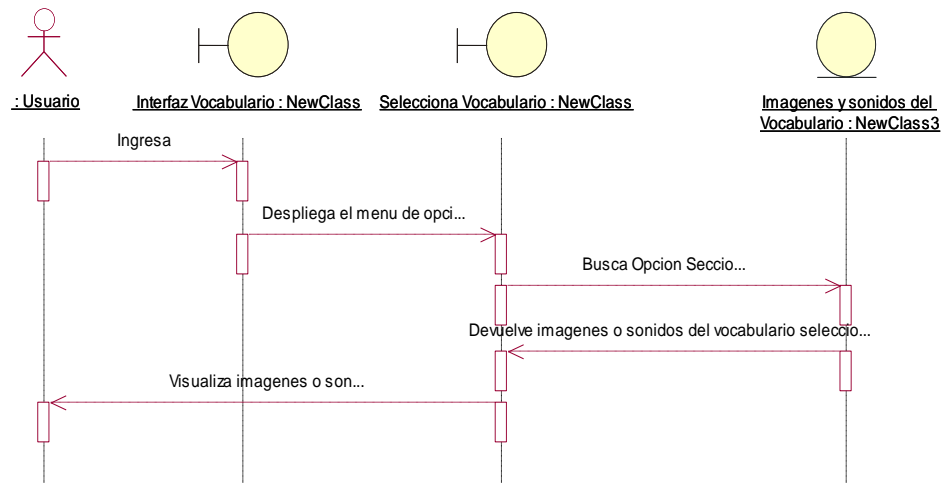 : Usuario
Interfaz Vocabulario : NewClass
Selecciona Vocabulario : NewClass
Imagenes y sonidos del
Vocabulario : NewClass3
Ingresa
Despliega el menu de opci...
Busca Opcion Seccio...
Devuelve imagenes o sonidos del vocabulario seleccio...
Visualiza imagenes o son...